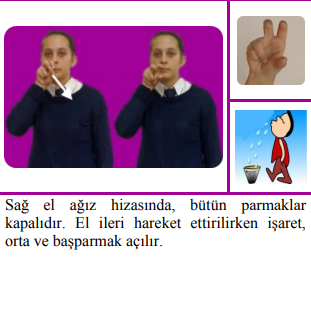 Sağ el ağız hizasında, bütün parmaklar
kapalıdır. El ileri hareket ettirilirken işaret,
orta ve başparmak açılır.